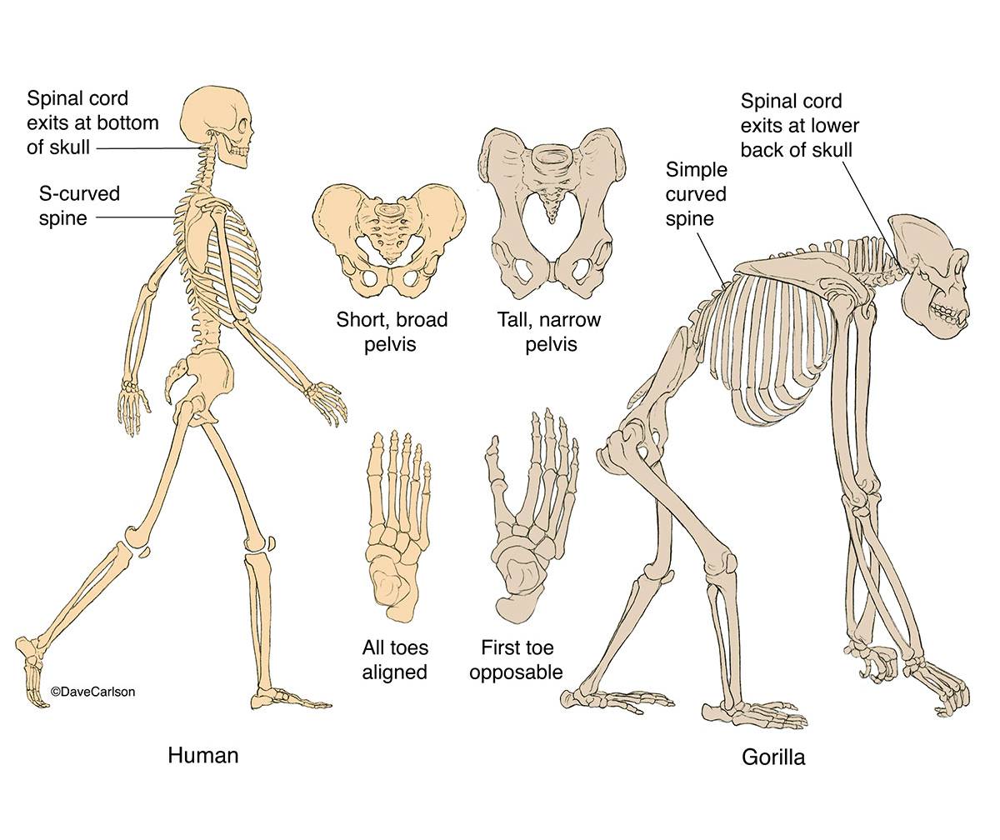 Spinal cord
exits at bottom
of skull
S-curved
spine
Short, broad
pelvis
Tall, narrow
pelvis
Simple
curved
spine
Spinal cord
exits at lower
back of skull
All toes
aligned
First toe
opposable
©DaveCarlson
Human
Gorilla